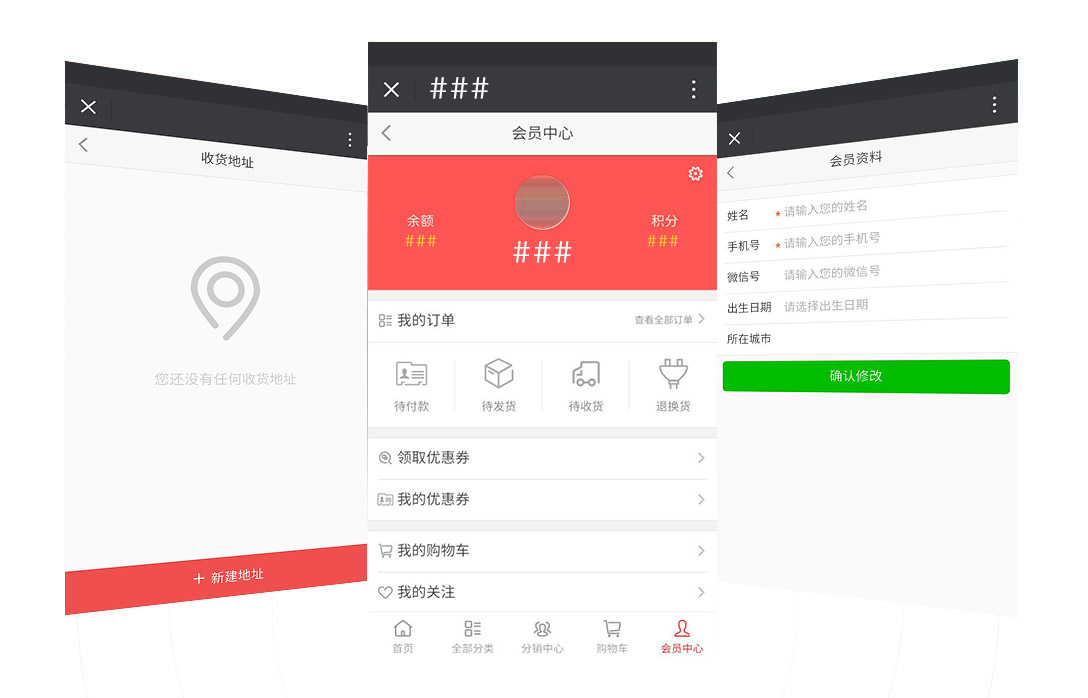 收货地址
您还没有任何收货地址
+ 新建地址
###
会员中心
余额
###
###
积分
###
我的订单
查看全部订单
待付款
待发货
待收货
退换货
领取优惠券
我的优惠券
我的购物车
我的关注
首页
全部分类
分销中心
购物车
会员中心
会员资料
姓名 * 请输入您的姓名
手机号 * 请输入您的手机号
微信号 请输入您的微信号
出生日期 请选择出生日期
所在城市
确认修改